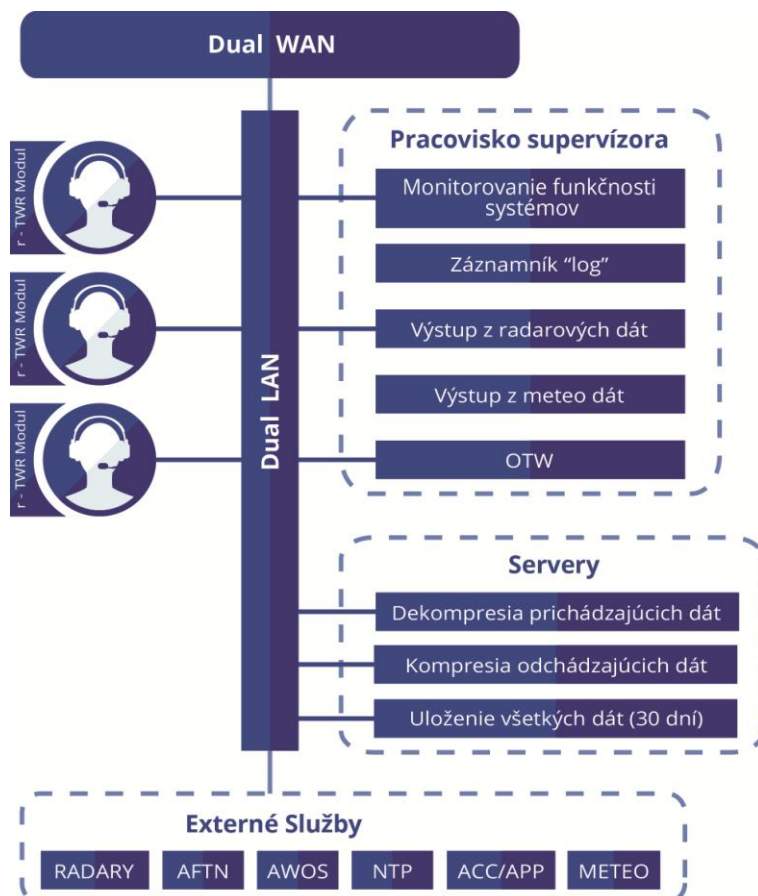 Dual WAN
r - TWR Modul
r - TWR Modul
r - TWR Modul
Dual LAN
Pracovisko supervízora
Monitorovanie funkčnosti
systémov
Záznamník “log”
Výstup z radarových dát
Výstup z meteo dát
OTW
Servery
Dekompresia prichádzajúcich dát
Kompresia odchádzajúcich dát
Uloženie všetkých dát (30 dní)
Externé Služby
RADARY
AFTN
AWOS
NTP
ACC/APP
METEO